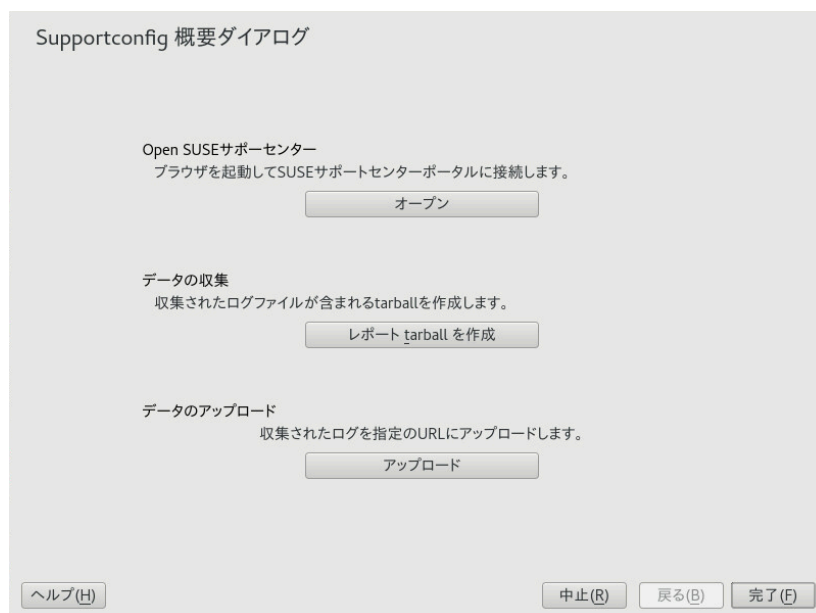 Supportconfig 概要ダイアログ
Open SUSEサポーセンター
ブラウザを起動してSUSEサポートセンターポータルに接続します。
オープン
データの収集
収集されたログファイルが含まれるtarballを作成します。
レポート tarball を作成
データのアップロード
収集されたログを指定のURLにアップロードします。
アップロード
ヘルプ(H) 中止(R) 戻る(B) 完了(F)